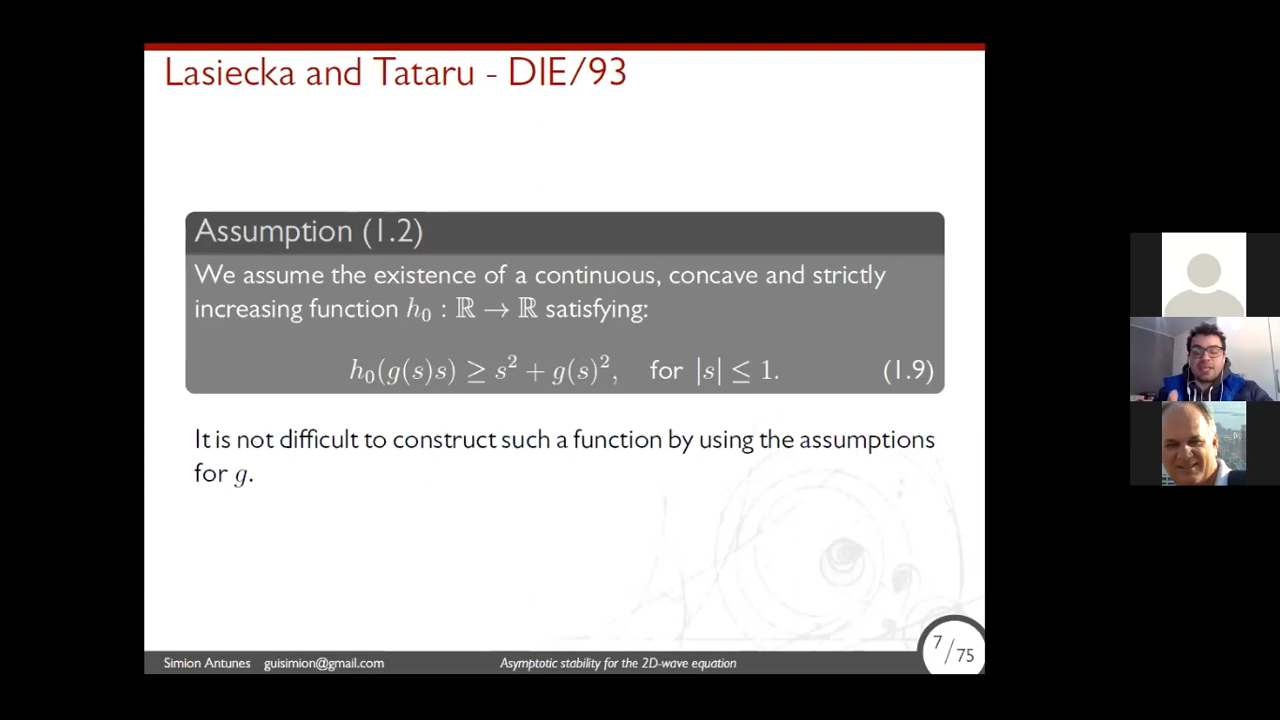 Lasiecka and Tataru - DIE/93
Assumption (1.2)
We assume the existence of a continuous, concave and strictly
increasing function h₀ : ℝ → ℝ satisfying:
h₀(g(s)s) ≥ s² + g(s)², for |s| ≤ 1. (1.9)
It is not difficult to construct such a function by using the assumptions
for g.
7/75
Simion Antunes guisimion@gmail.com Asymptotic stability for the 2D-wave equation